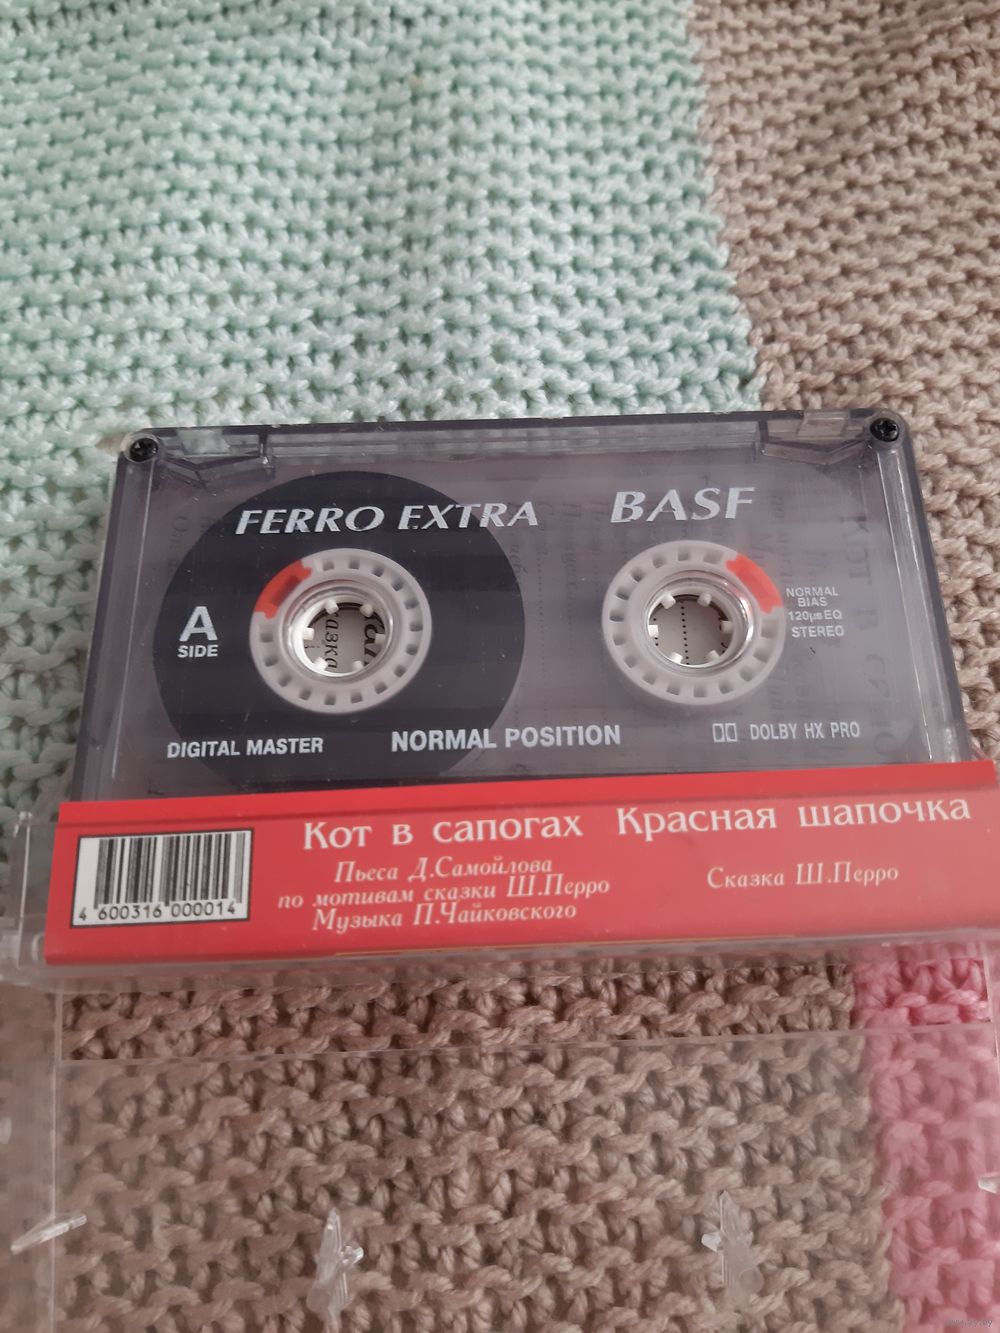 FERRO EXTRA BASF
A
SIDE
NORMAL
BIAS
120µs EQ
STEREO
DIGITAL MASTER NORMAL POSITION DOLBY HX PRO
Кот в сапогах
Пьеса Д.Самойлова
по мотивам сказки Ш.Перро
Музыка П.Чайковского
Красная шапочка
Сказка Ш.Перро
4 600316 000014